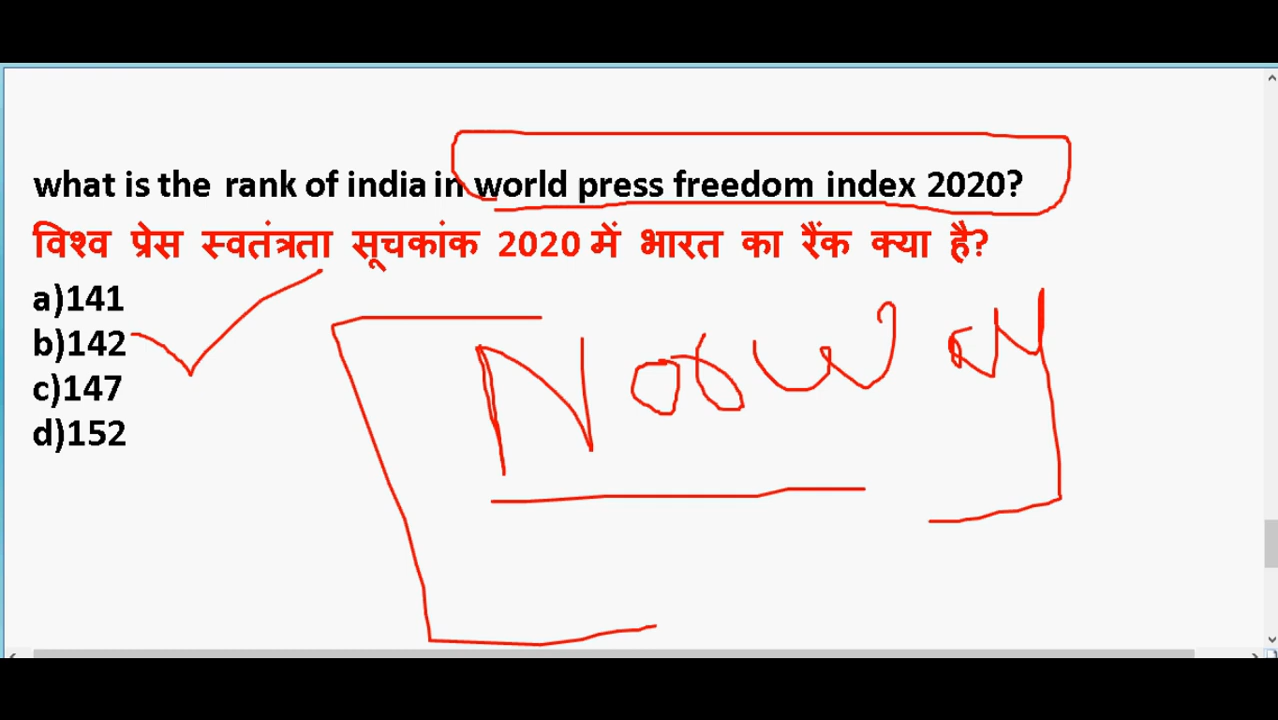 what is the rank of india in world press freedom index 2020?
विश्व प्रेस स्वतंत्रता सूचकांक 2020 में भारत का रैंक क्या है?
a)141
b)142
c)147
d)152
Norway